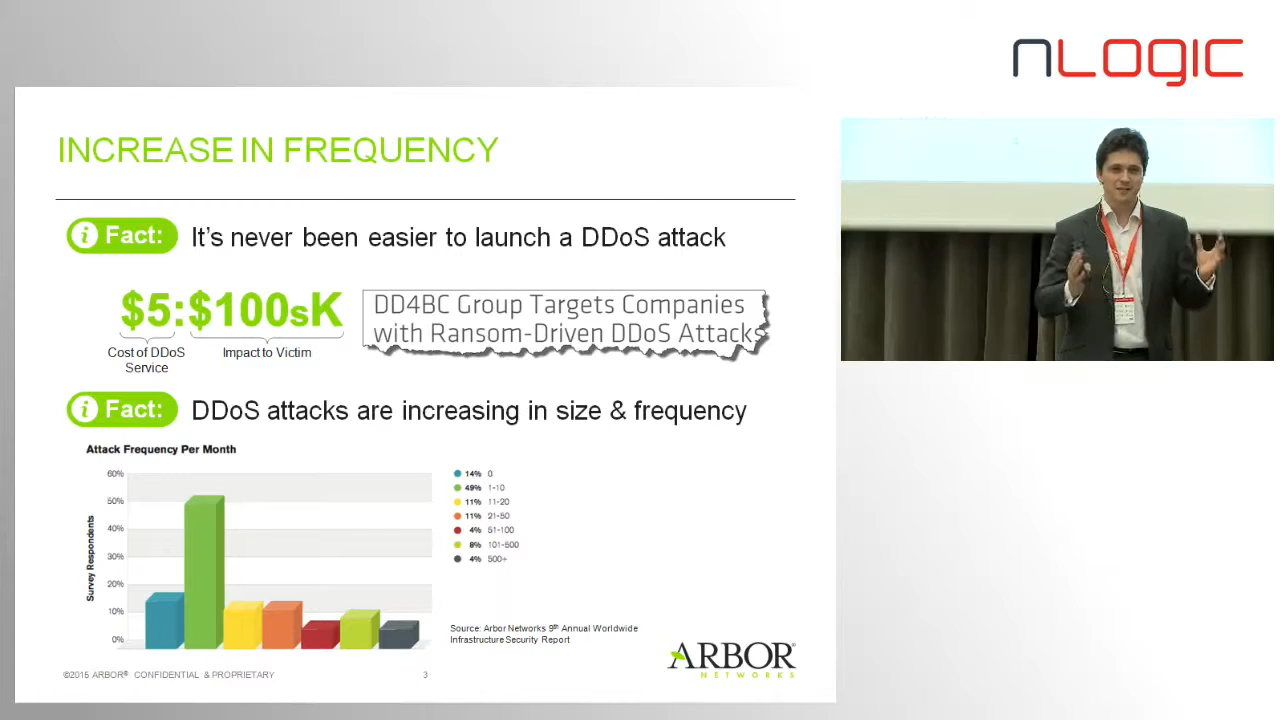 nLOGIC
INCREASE IN FREQUENCY
i Fact: It's never been easier to launch a DDoS attack
$5:$100sK
Cost of DDoS
Service
Impact to Victim
DD4BC Group Targets Companies
with Ransom-Driven DDoS Attacks
i Fact: DDoS attacks are increasing in size & frequency
Attack Frequency Per Month
Survey Respondents
60%
50%
40%
30%
20%
10%
0%
14% 0
49% 1-10
11% 11-20
11% 21-50
4% 51-100
8% 101-500
4% 500+
Source: Arbor Networks 9th Annual Worldwide
Infrastructure Security Report
ARBOR®
NETWORKS
©2015 ARBOR® CONFIDENTIAL & PROPRIETARY
3